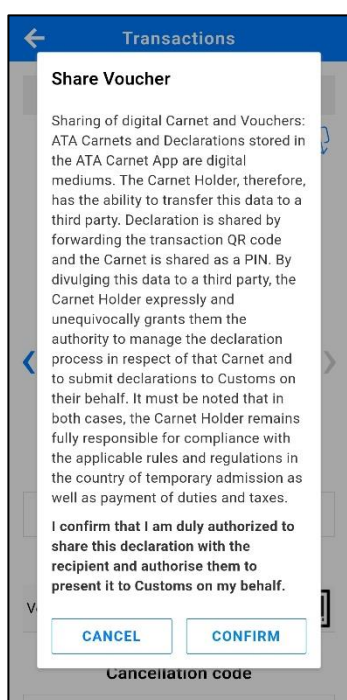 Transactions
Share Voucher
Sharing of digital Carnet and Vouchers:
ATA Carnets and Declarations stored in
the ATA Carnet App are digital
mediums. The Carnet Holder, therefore,
has the ability to transfer this data to a
third party. Declaration is shared by
forwarding the transaction QR code
and the Carnet is shared as a PIN. By
divulging this data to a third party, the
Carnet Holder expressly and
unequivocally grants them the
authority to manage the declaration
process in respect of that Carnet and
to submit declarations to Customs on
their behalf. It must be noted that in
both cases, the Carnet Holder remains
fully responsible for compliance with
the applicable rules and regulations in
the country of temporary admission as
well as payment of duties and taxes.
I confirm that I am duly authorized to
share this declaration with the
recipient and authorise them to
present it to Customs on my behalf.
CANCEL CONFIRM
Cancellation code